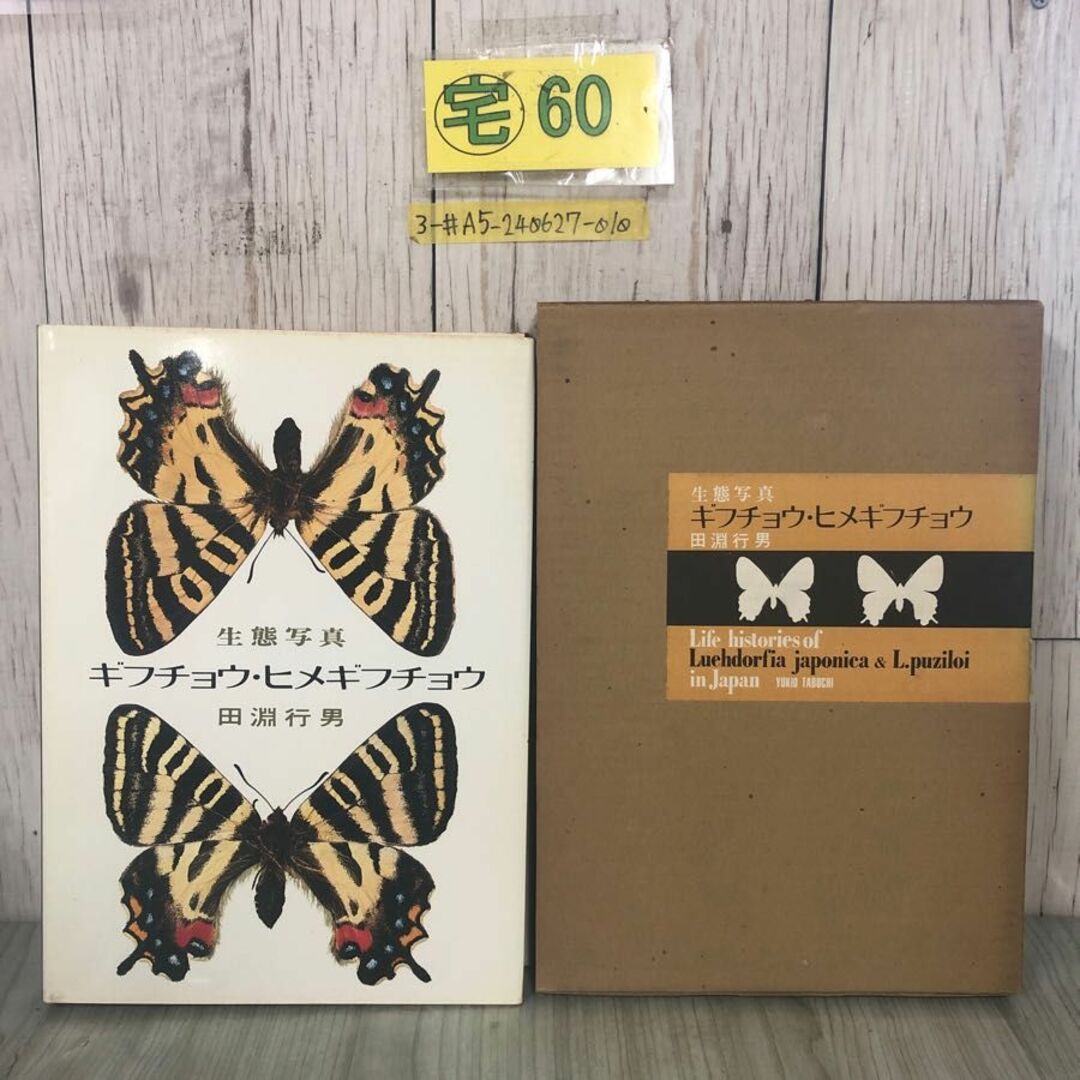 宅 60
3-#A5-240627-010
生態写真
ギフチョウ・ヒメギフチョウ
田淵行男
生態写真
ギフチョウ・ヒメギフチョウ
田淵行男
Life histories of
Luehdorfia japonica & L.puziloi
in Japan YUKIO TABUCHI